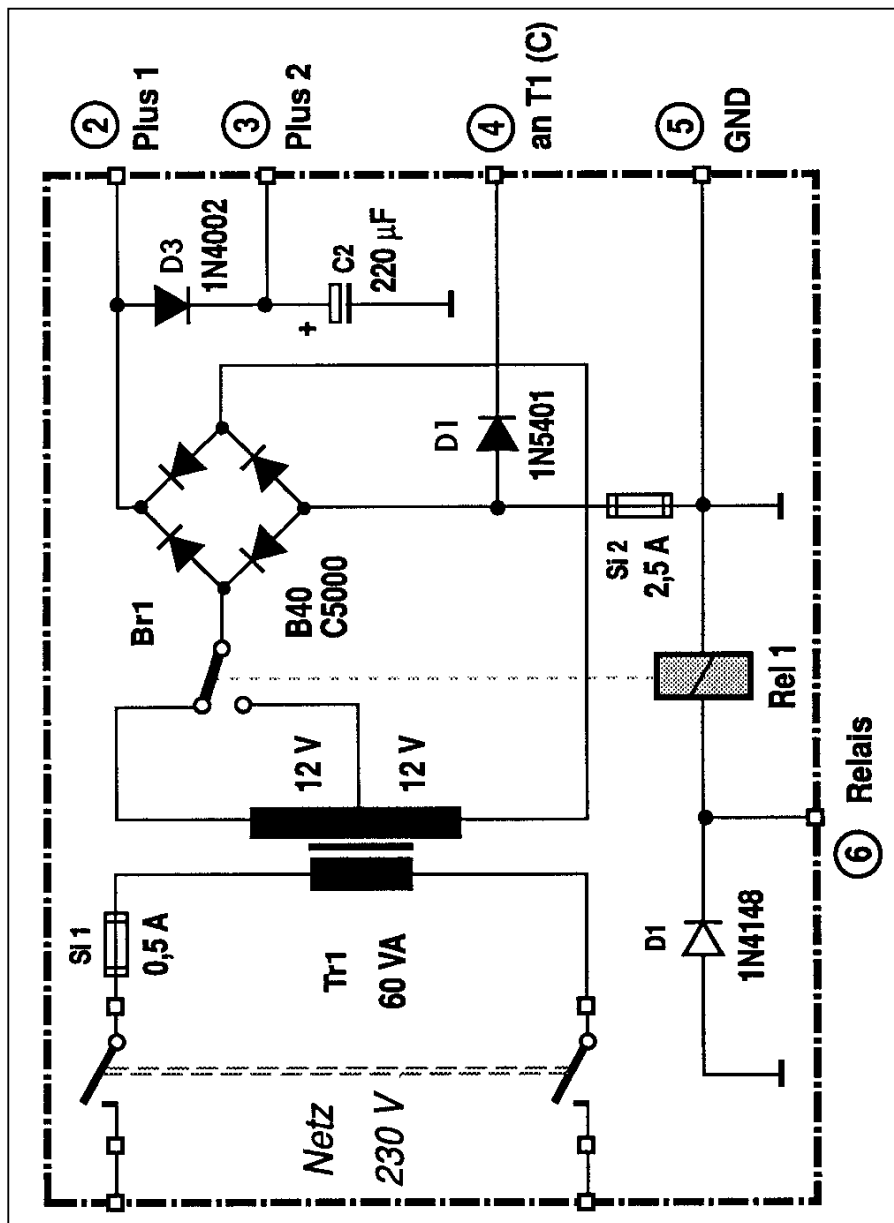 Netz
230 V
Si 1
0,5 A
Tr1
60 VA
12 V
12 V
Br1
B40
C5000
D3
1N4002
+
C2
220 µF
D1
1N5401
Si 2
2,5 A
Rel 1
D1
1N4148
2
Plus 1
3
Plus 2
4
an T1 (C)
5
GND
6 Relais